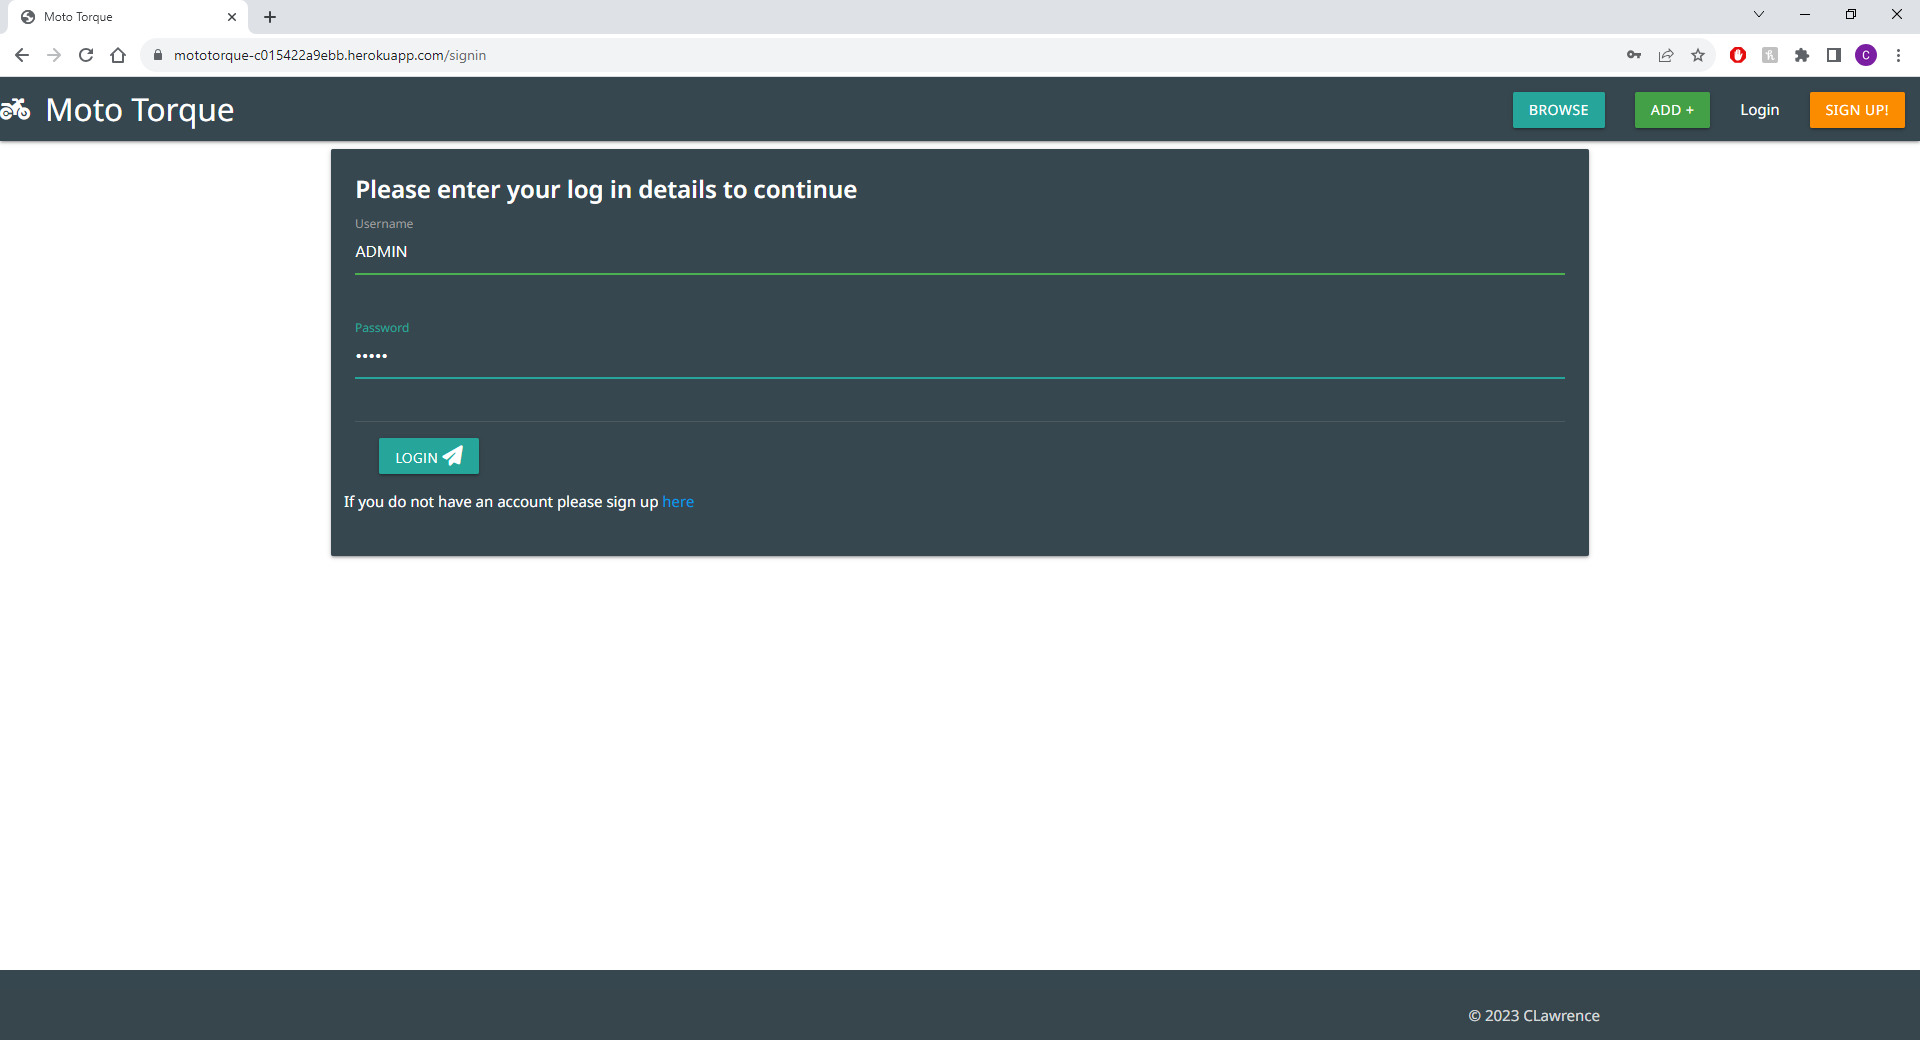 Moto Torque
mototorque-c015422a9ebb.herokuapp.com/signin
C
Moto Torque
BROWSE
ADD +
Login
SIGN UP!
Please enter your log in details to continue
Username
ADMIN
Password
•••••
LOGIN
If you do not have an account please sign up here
© 2023 CLawrence